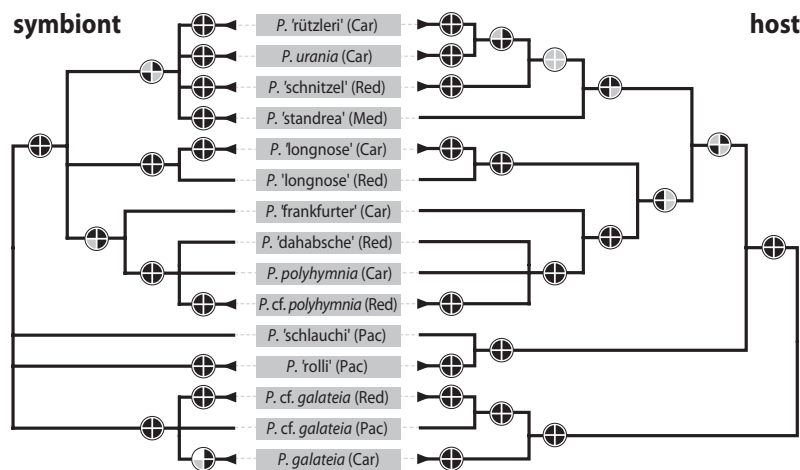 symbiont
host
P. 'rützleri' (Car)
P. urania (Car)
P. 'schnitzel' (Red)
P. 'standrea' (Med)
P. 'longnose' (Car)
P. 'longnose' (Red)
P. 'frankfurter' (Car)
P. 'dahabsche' (Red)
P. polyhymnia (Car)
P. cf. polyhymnia (Red)
P. 'schlauchi' (Pac)
P. 'rolli' (Pac)
P. cf. galateia (Red)
P. cf. galateia (Pac)
P. galateia (Car)